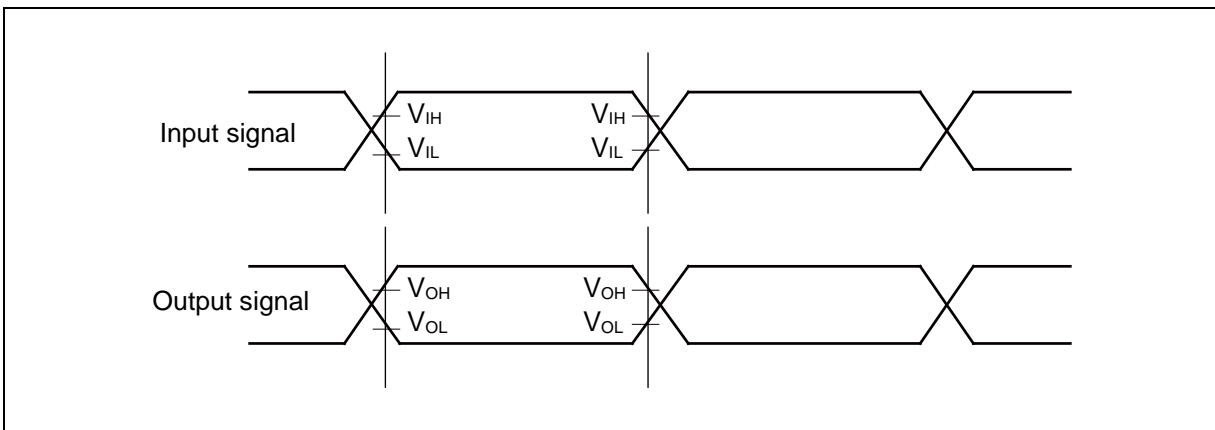 Input signal
VIH
VIH
VIL
VIL
Output signal
VOH
VOH
VOL
VOL